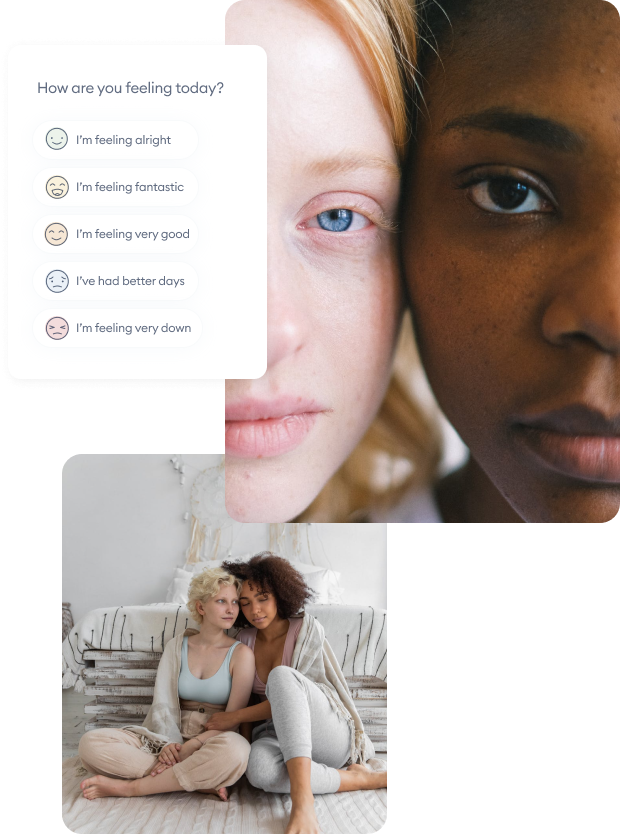 How are you feeling today?
I'm feeling alright
I'm feeling fantastic
I'm feeling very good
I've had better days
I'm feeling very down